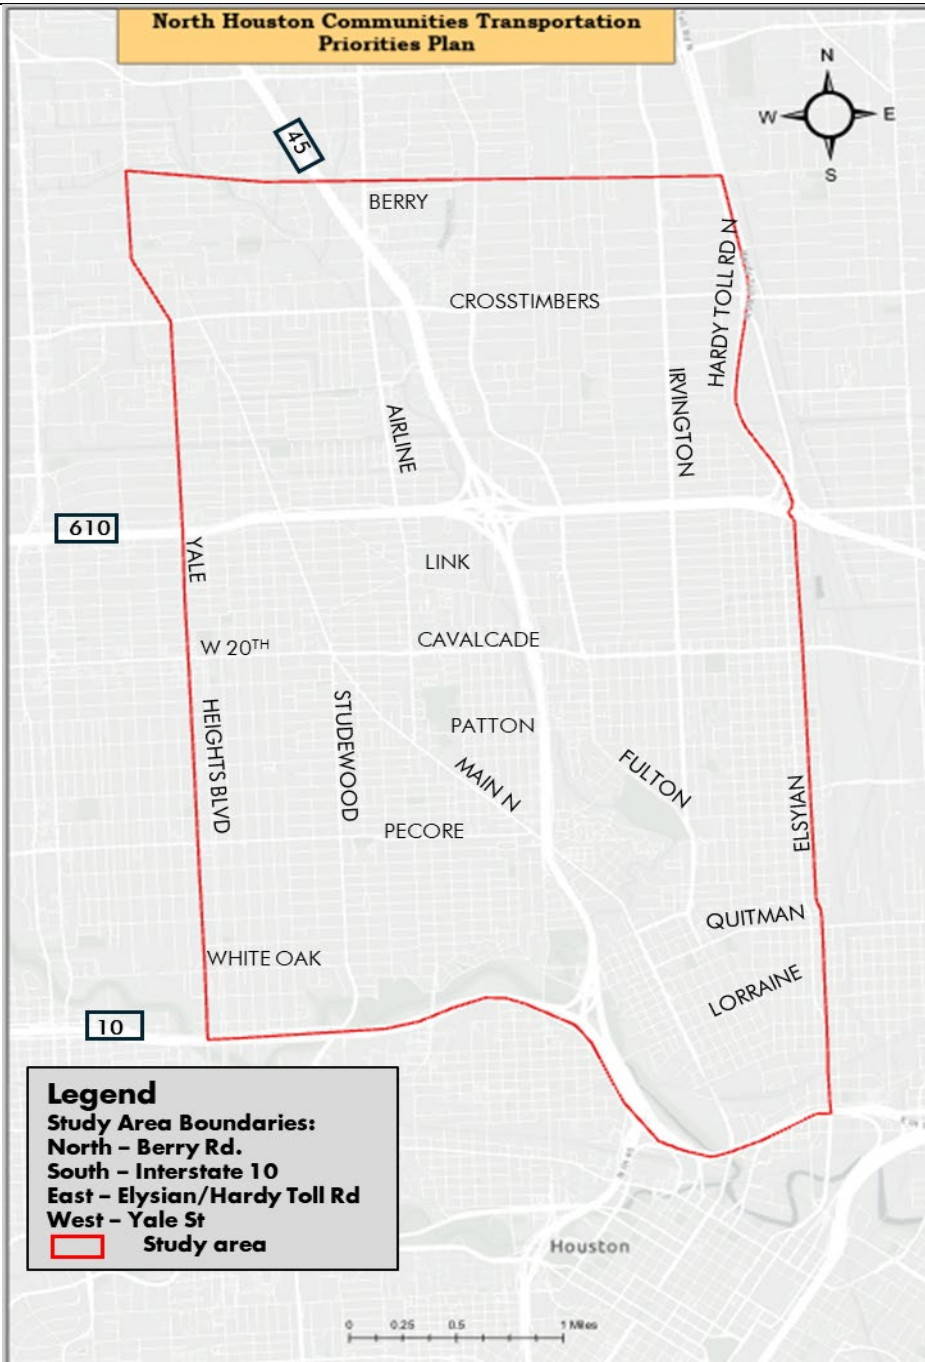 North Houston Communities Transportation
Priorities Plan
N
W
E
S
45
BERRY
CROSSTIMBERS
HARDY TOLL RD N
IRVINGTON
AIRLINE
610
YALE
LINK
W 20TH
CAVALCADE
HEIGHTS BLVD
STUDEWOOD
PATTON
MAIN N
FULTON
ELSYIAN
PECORE
QUITMAN
WHITE OAK
LORRAINE
10
Legend
Study Area Boundaries:
North – Berry Rd.
South – Interstate 10
East – Elysian/Hardy Toll Rd
West – Yale St
Study area
Houston
0 0.25 0.5 1 Miles